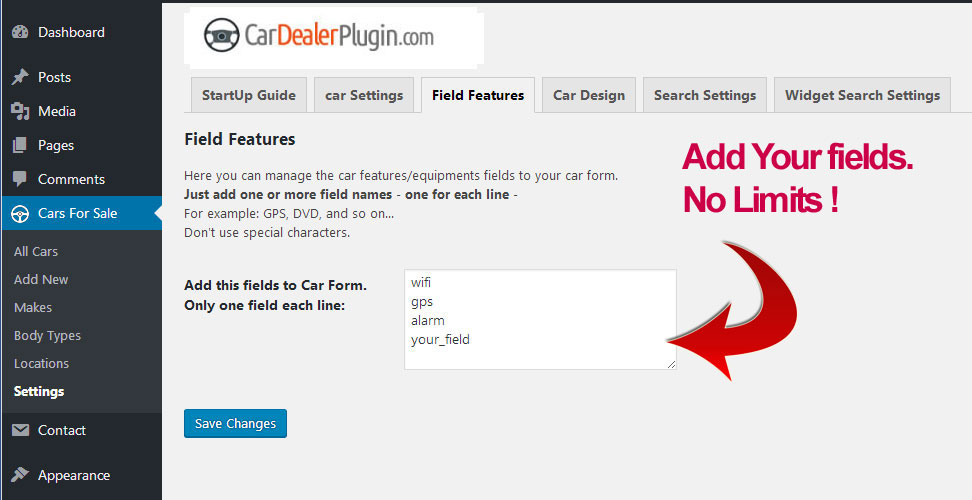 Dashboard
Posts
Media
Pages
Comments
Cars For Sale
All Cars
Add New
Makes
Body Types
Locations
Settings
Contact
Appearance
CarDealerPlugin.com
StartUp Guide
car Settings
Field Features
Car Design
Search Settings
Widget Search Settings
Field Features
Here you can manage the car features/equipments fields to your car form.
Just add one or more field names - one for each line -
For example: GPS, DVD, and so on...
Don't use special characters.
Add this fields to Car Form.
Only one field each line:
wifi
gps
alarm
your_field
Save Changes
Add Your fields.
No Limits !